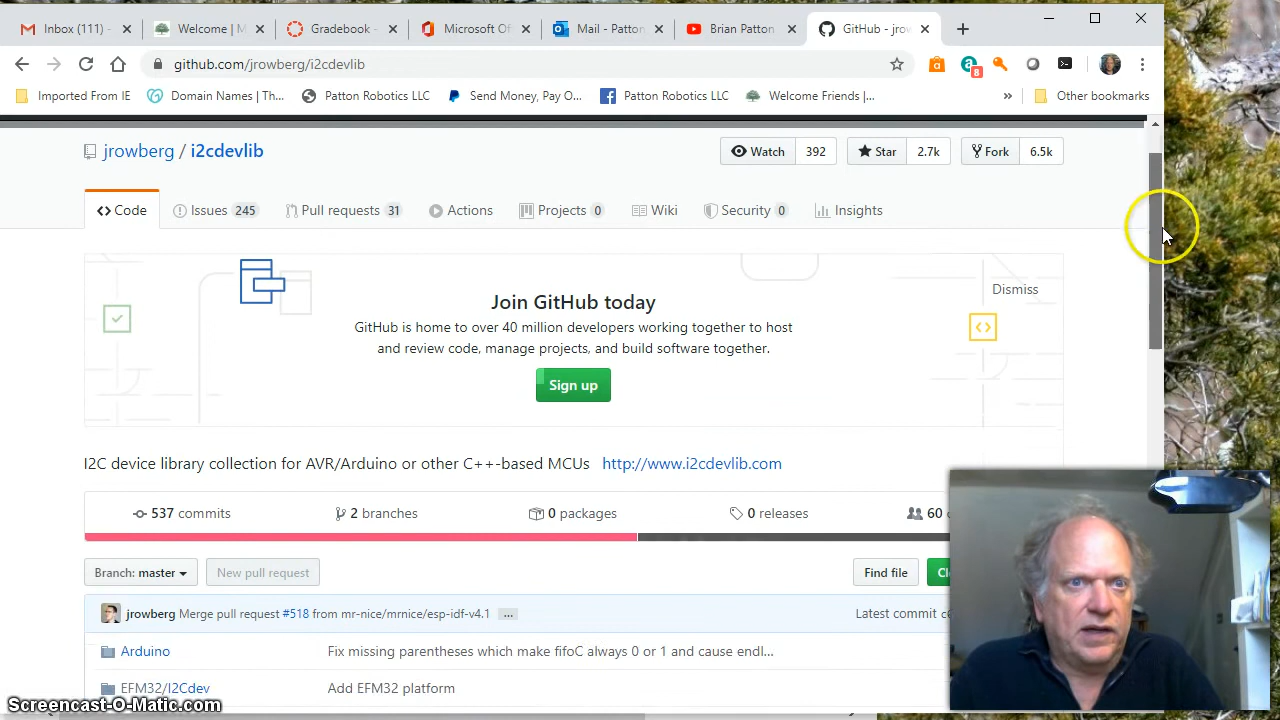 Inbox (111) -
Welcome | M
Gradebook -
Microsoft Of
Mail - Patton
Brian Patton
GitHub - jrow
github.com/jrowberg/i2cdevlib
8
Imported From IE
Domain Names | Th...
Patton Robotics LLC
Send Money, Pay O...
Patton Robotics LLC
Welcome Friends |...
»
Other bookmarks
jrowberg / i2cdevlib
Watch 392
Star 2.7k
Fork 6.5k
<> Code
Issues 245
Pull requests 31
Actions
Projects 0
Wiki
Security 0
Insights
Join GitHub today
Dismiss
GitHub is home to over 40 million developers working together to host
and review code, manage projects, and build software together.
Sign up
I2C device library collection for AVR/Arduino or other C++-based MCUs http://www.i2cdevlib.com
537 commits
2 branches
0 packages
0 releases
60
Branch: master
New pull request
Find file
jrowberg Merge pull request #518 from mr-nice/mrnice/esp-idf-v4.1 ...
Latest commit
Arduino
Fix missing parentheses which make fifoC always 0 or 1 and cause endl...
EFM32/I2Cdev
Add EFM32 platform
Screencast-O-Matic.com